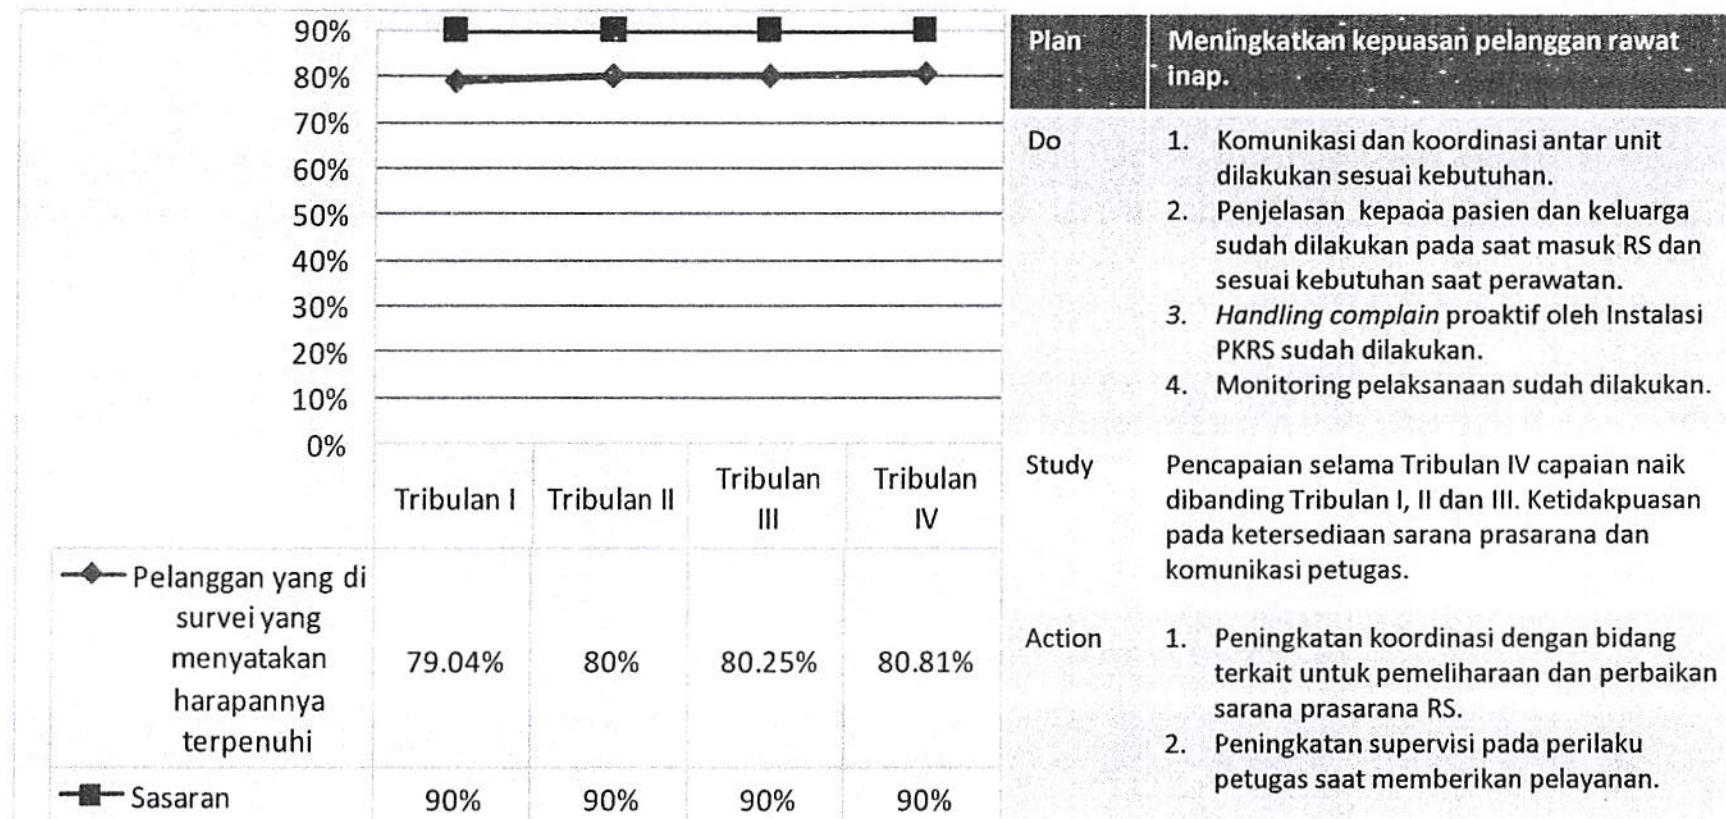 90%
80%
70%
60%
50%
40%
30%
20%
10%
0%
Tribulan I Tribulan II Tribulan III Tribulan IV
Pelanggan yang di
survei yang
menyatakan
harapannya
terpenuhi
79.04% 80% 80.25% 80.81%
Sasaran 90% 90% 90% 90%
Plan Meningkatkan kepuasan pelanggan rawat
inap.
Do 1. Komunikasi dan koordinasi antar unit
dilakukan sesuai kebutuhan.
2. Penjelasan kepada pasien dan keluarga
sudah dilakukan pada saat masuk RS dan
sesuai kebutuhan saat perawatan.
3. Handling complain proaktif oleh Instalasi
PKRS sudah dilakukan.
4. Monitoring pelaksanaan sudah dilakukan.
Study Pencapaian selama Tribulan IV capaian naik
dibanding Tribulan I, II dan III. Ketidakpuasan
pada ketersediaan sarana prasarana dan
komunikasi petugas.
Action 1. Peningkatan koordinasi dengan bidang
terkait untuk pemeliharaan dan perbaikan
sarana prasarana RS.
2. Peningkatan supervisi pada perilaku
petugas saat memberikan pelayanan.